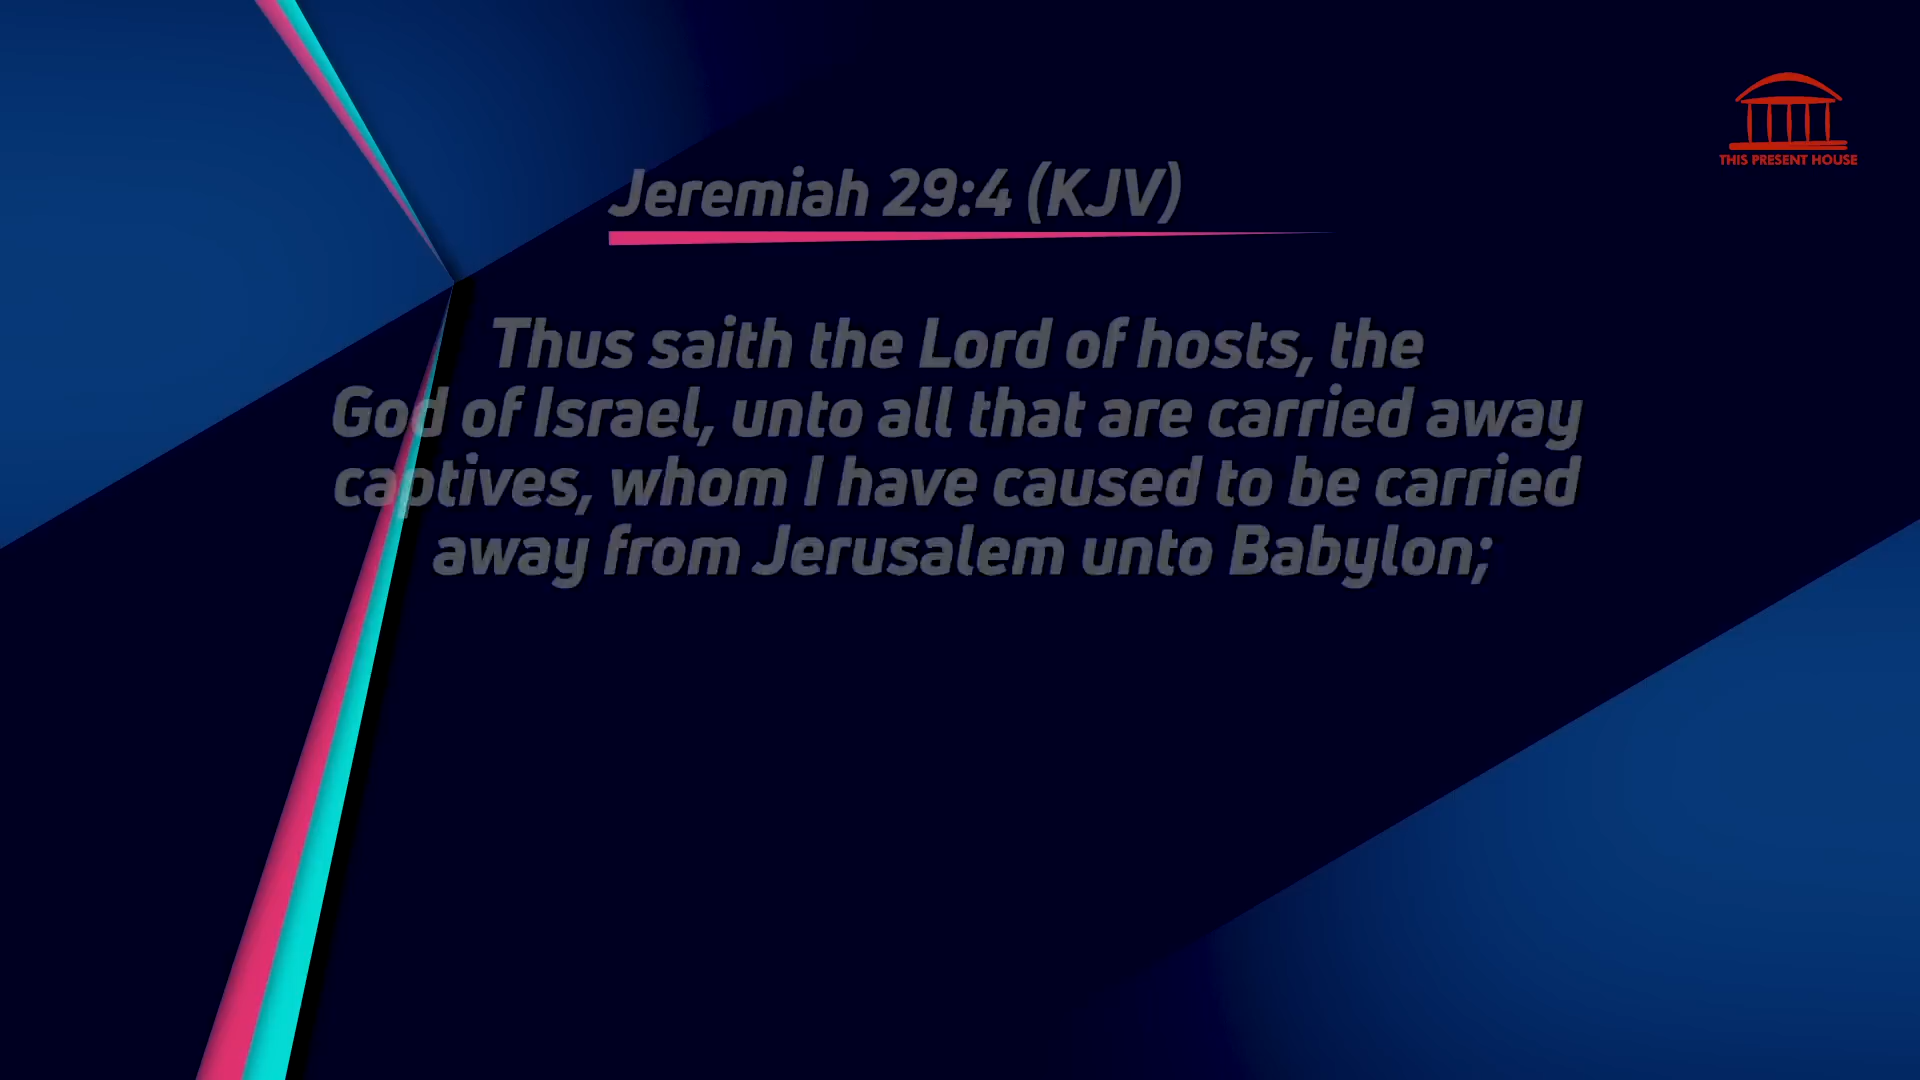 THIS PRESENT HOUSE
Jeremiah 29:4 (KJV)
Thus saith the Lord of hosts, the
God of Israel, unto all that are carried away
captives, whom I have caused to be carried
away from Jerusalem unto Babylon;